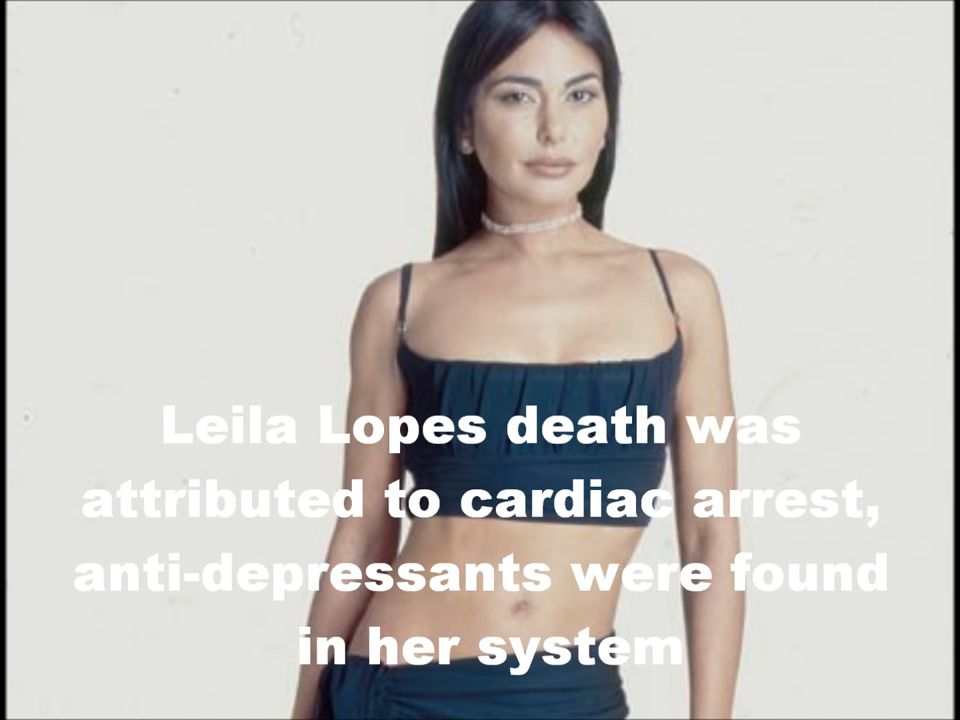 Leila Lopes death was
attributed to cardiac arrest,
anti-depressants were found
in her system